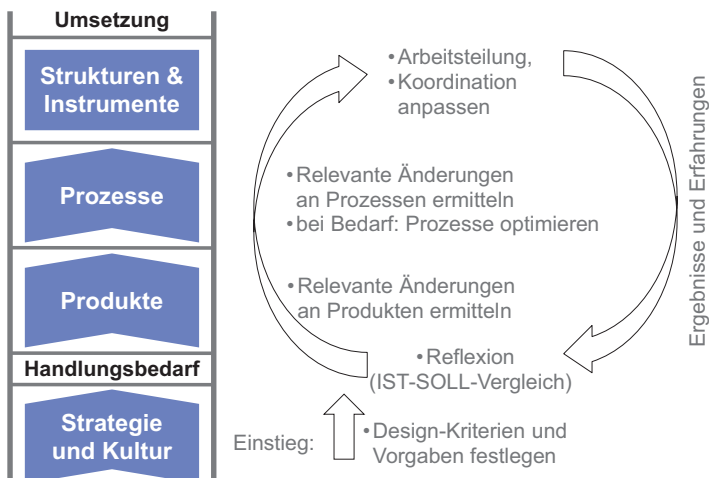 Umsetzung
Strukturen &
Instrumente
Prozesse
Produkte
Handlungsbedarf
Strategie
und Kultur
•Arbeitsteilung,
•Koordination
anpassen
•Relevante Änderungen
an Prozessen ermitteln
•bei Bedarf: Prozesse optimieren
•Relevante Änderungen
an Produkten ermitteln
•Reflexion
(IST-SOLL-Vergleich)
Einstieg:
•Design-Kriterien und
Vorgaben festlegen
Ergebnisse und Erfahrungen